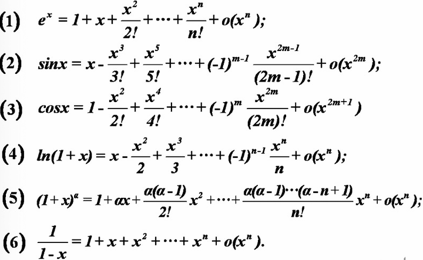 (1) e^x = 1 + x + x^2/2! + ··· + x^n/n! + o(x^n);
(2) sinx = x - x^3/3! + x^5/5! + ··· + (-1)^{m-1} x^{2m-1}/(2m-1)! + o(x^{2m});
(3) cosx = 1 - x^2/2! + x^4/4! + ··· + (-1)^m x^{2m}/(2m)! + o(x^{2m+1})
(4) ln(1+x) = x - x^2/2 + x^3/3 + ··· + (-1)^{n-1} x^n/n + o(x^n);
(5) (1+x)^α = 1 + αx + α(α-1)/2! x^2 + ··· + α(α-1)···(α-n+1)/n! x^n + o(x^n);
(6) 1/(1-x) = 1 + x + x^2 + ··· + x^n + o(x^n).